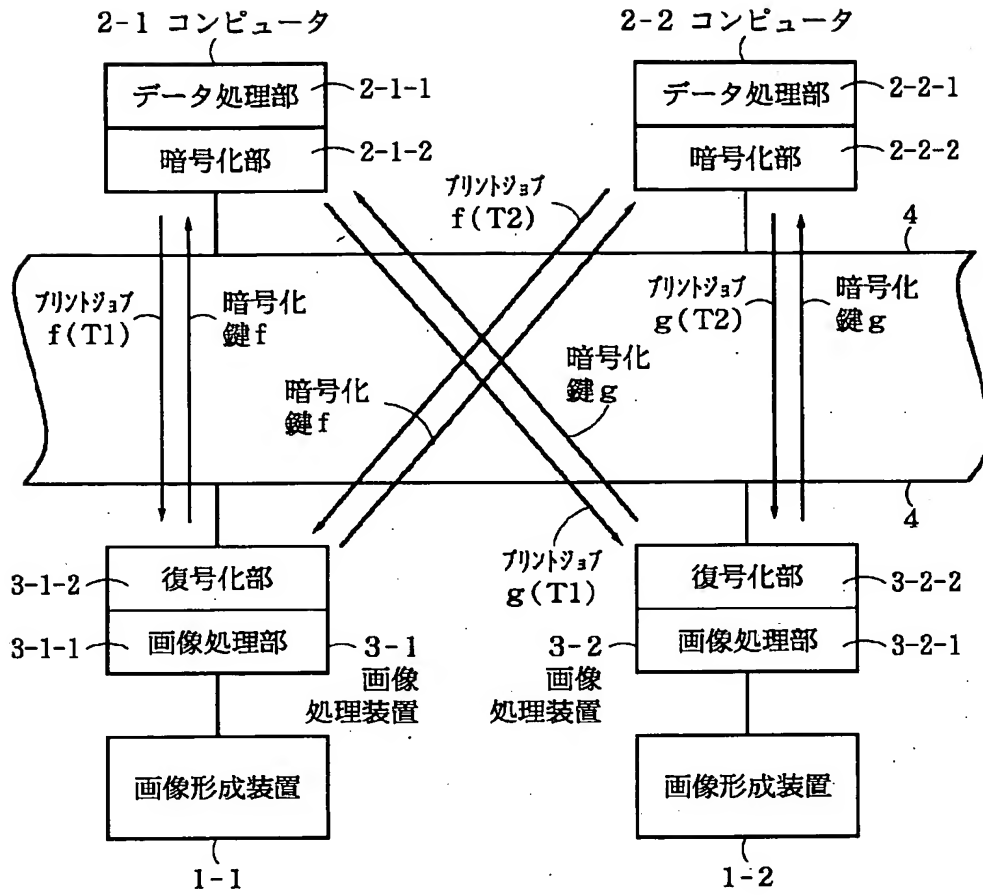 2-1 コンピュータ
2-2 コンピュータ
データ処理部
2-1-1
データ処理部
2-2-1
暗号化部
2-1-2
暗号化部
2-2-2
プリントジョブ
f(T2)
4
プリントジョブ
f(T1)
暗号化
鍵f
プリントジョブ
g(T2)
暗号化
鍵g
暗号化
鍵f
暗号化
鍵g
4
プリントジョブ
g(T1)
3-1-2
復号化部
復号化部
3-2-2
3-1-1
画像処理部
3-1
画像
処理装置
3-2
画像
処理装置
画像処理部
3-2-1
画像形成装置
画像形成装置
1-1
1-2